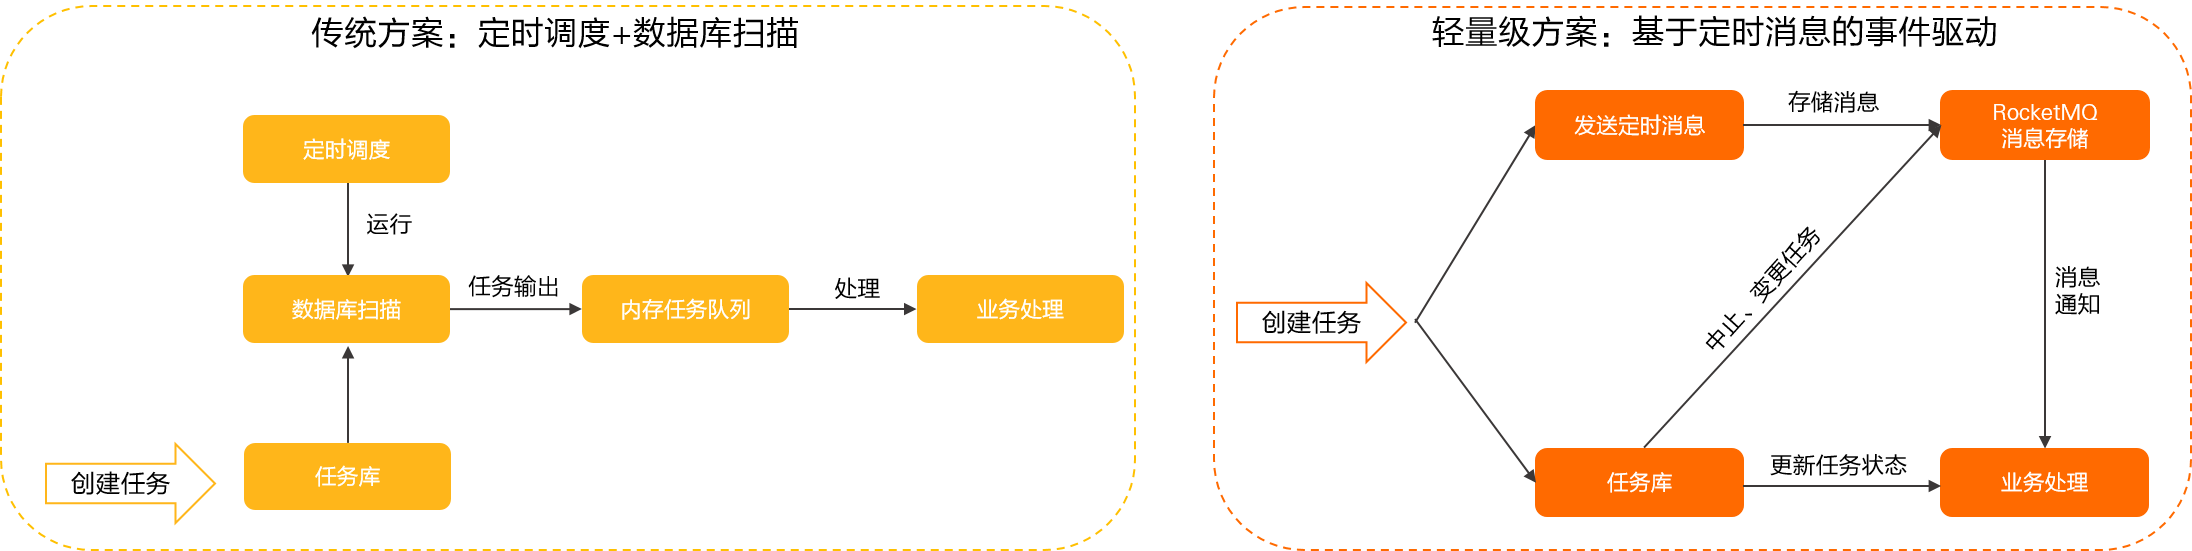 传统方案：定时调度+数据库扫描
定时调度
运行
数据库扫描
任务输出
内存任务队列
处理
业务处理
创建任务
任务库
轻量级方案：基于定时消息的事件驱动
发送定时消息
存储消息
RocketMQ
消息存储
创建任务
中止、变更任务
消息
通知
任务库
更新任务状态
业务处理